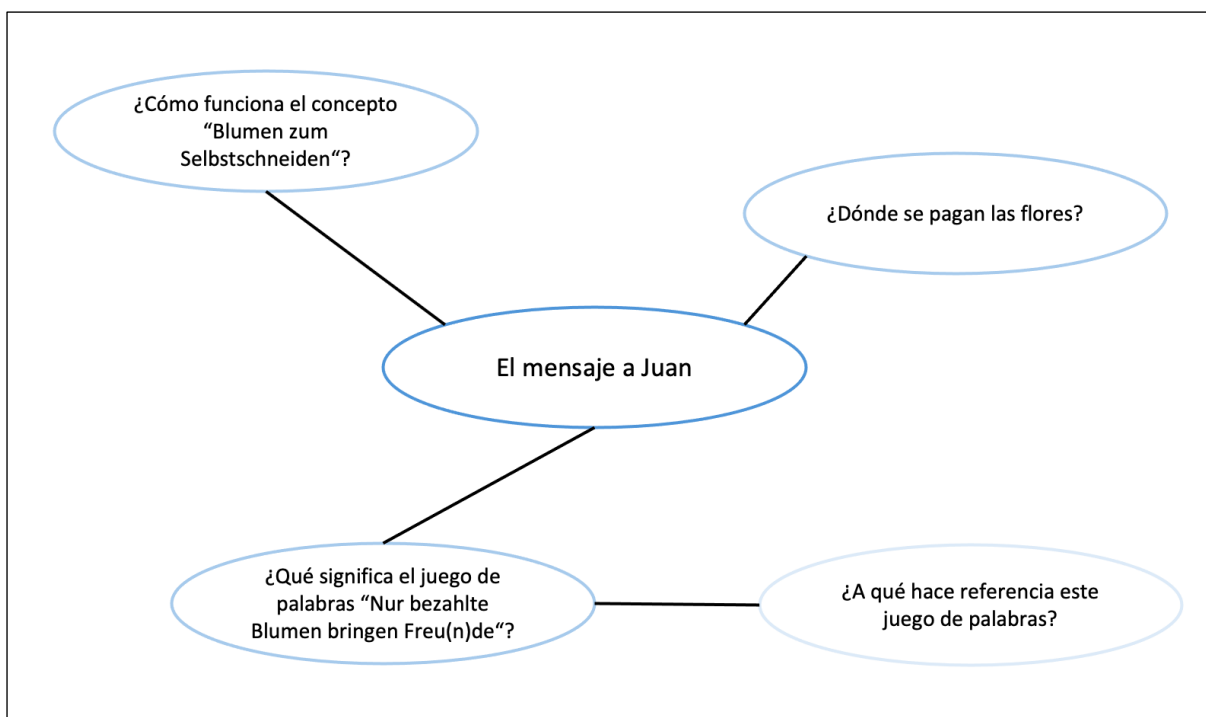 ¿Cómo funciona el concepto
“Blumen zum
Selbstschneiden“?
¿Dónde se pagan las flores?
El mensaje a Juan
¿Qué significa el juego de
palabras “Nur bezahlte
Blumen bringen Freu(n)de“?
¿A qué hace referencia este
juego de palabras?